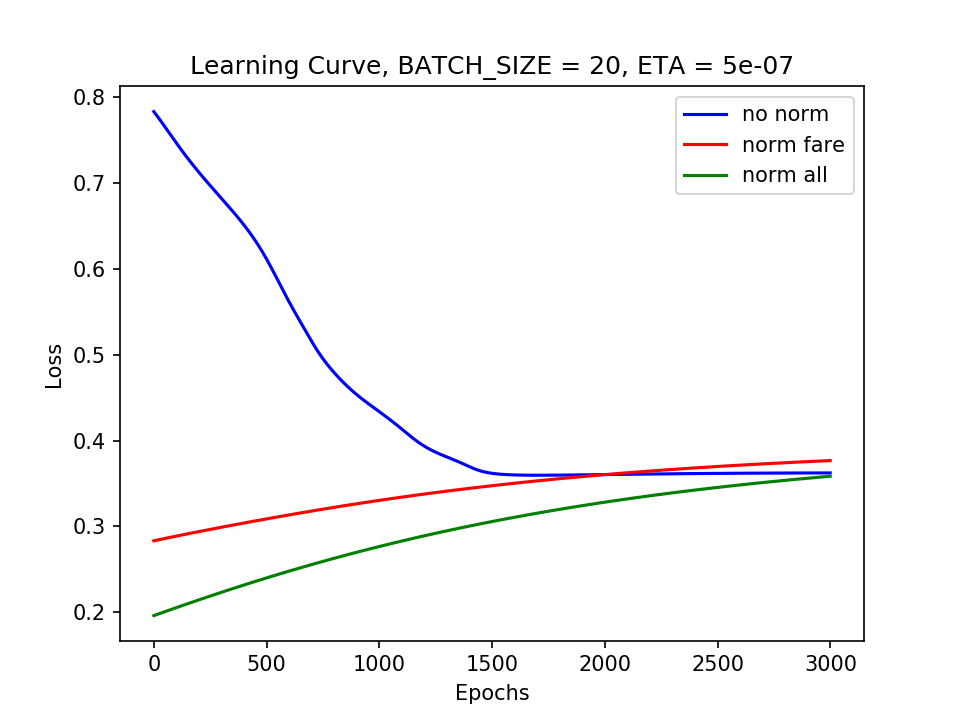 Learning Curve, BATCH_SIZE = 20, ETA = 5e-07
no norm
norm fare
norm all
Loss
0.8
0.7
0.6
0.5
0.4
0.3
0.2
0 500 1000 1500 2000 2500 3000
Epochs